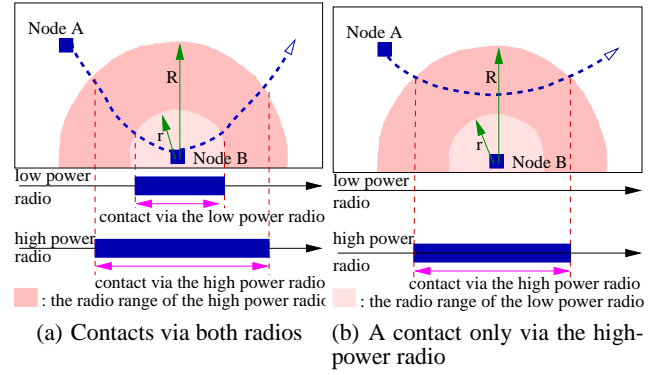 Node A
R
r
Node B
low power
radio
contact via the low power radio
high power
radio
contact via the high power radio
: the radio range of the high power radio
(a) Contacts via both radios
Node A
R
r
Node B
low power
radio
high power
radio
contact via the high power radio
: the radio range of the low power radio
(b) A contact only via the high-
power radio